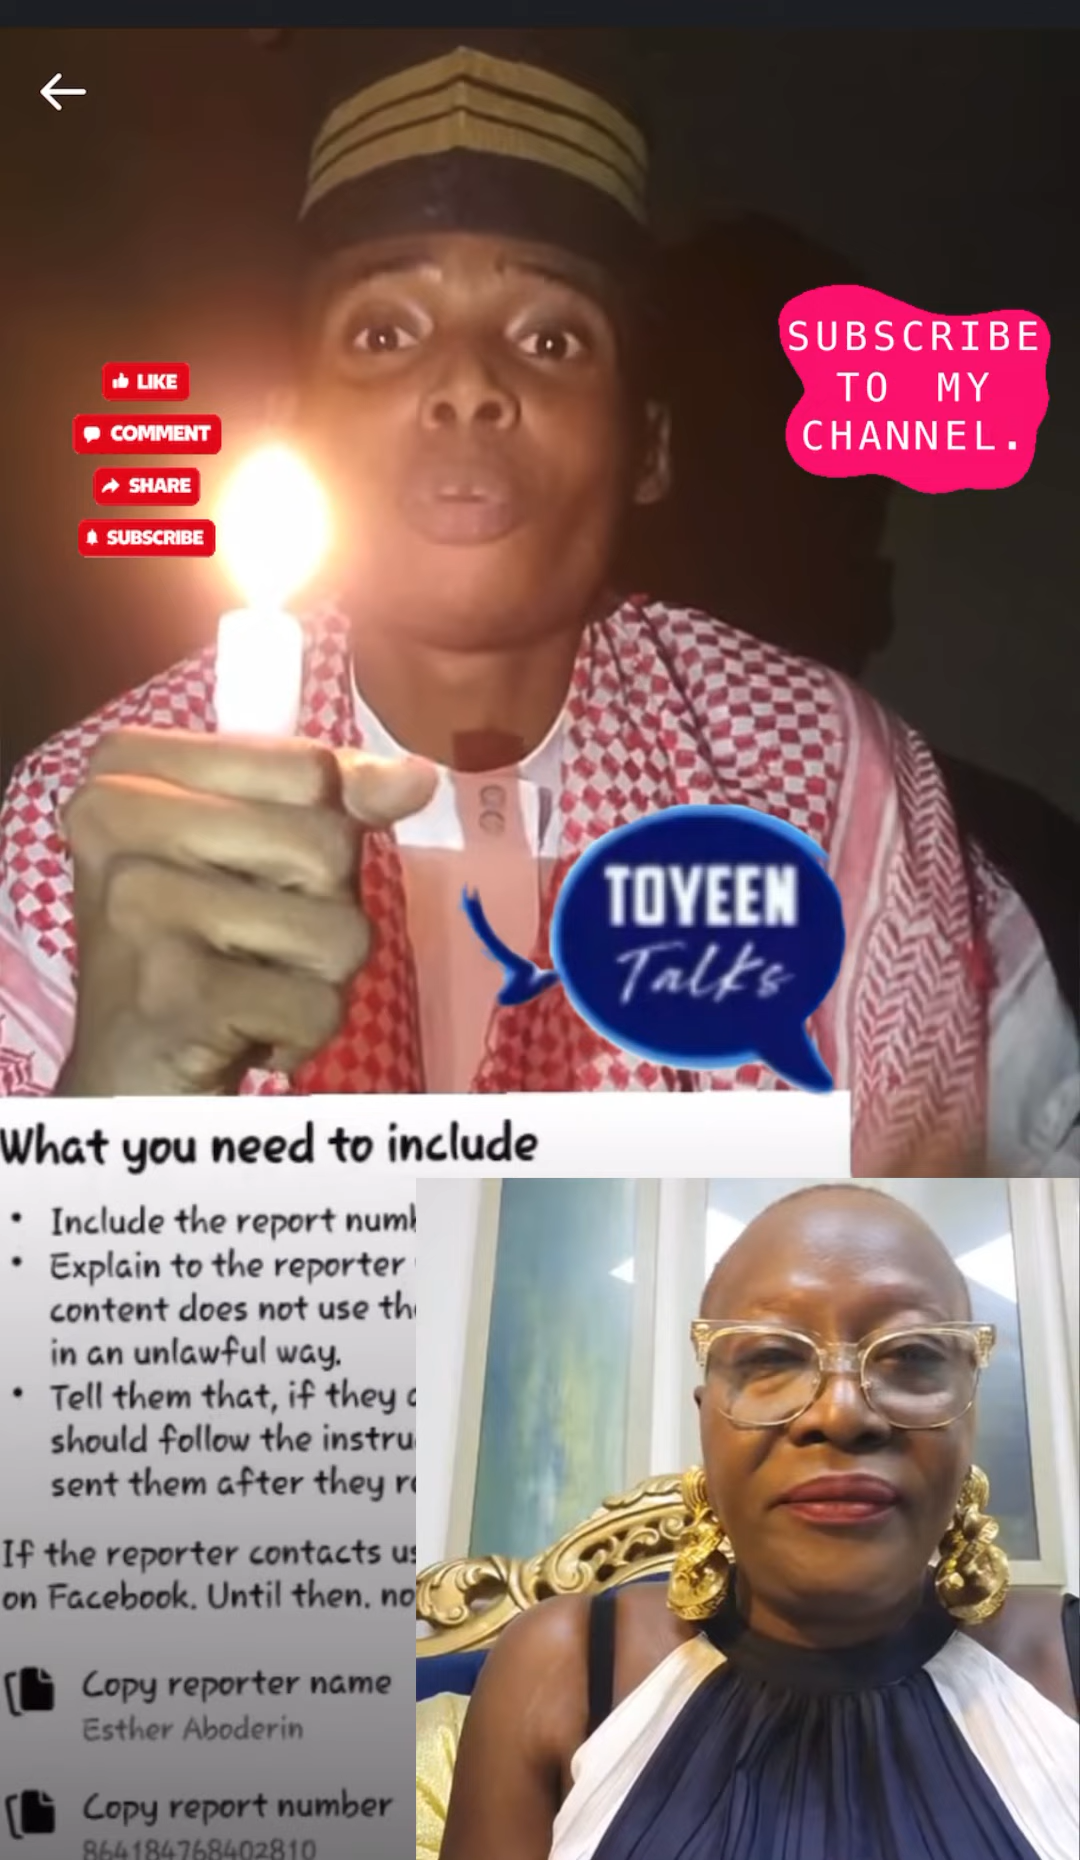 SUBSCRIBE
TO MY
CHANNEL.
LIKE
COMMENT
SHARE
SUBSCRIBE
TOYEEN
Talks
What you need to include
• Include the report num
• Explain to the reporter
content does not use th
in an unlawful way.
• Tell them that, if they
should follow the instru
sent them after they r
If the reporter contacts us
on Facebook. Until then. no
Copy reporter name
Esther Aboderin
Copy report number
864184768402810